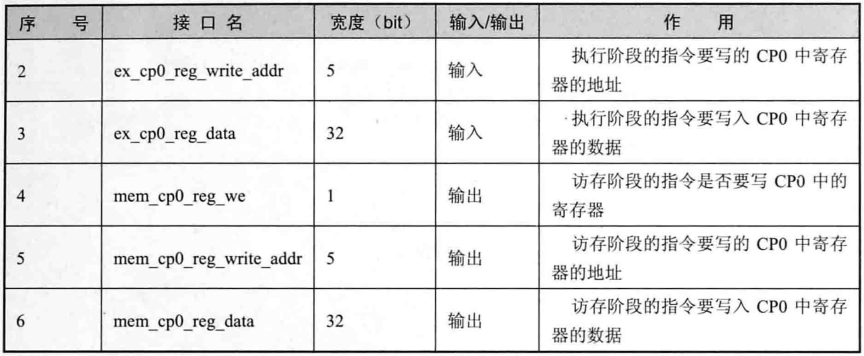 序 号 接 口 名 宽度（bit） 输入/输出 作 用
2 ex_cp0_reg_write_addr 5 输入 执行阶段的指令要写的 CP0 中寄存
器的地址
3 ex_cp0_reg_data 32 输入 执行阶段的指令要写入 CP0 中寄存
器的数据
4 mem_cp0_reg_we 1 输出 访存阶段的指令是否要写 CP0 中的
寄存器
5 mem_cp0_reg_write_addr 5 输出 访存阶段的指令要写的 CP0 中寄存
器的地址
6 mem_cp0_reg_data 32 输出 访存阶段的指令要写入 CP0 中寄存
器的数据